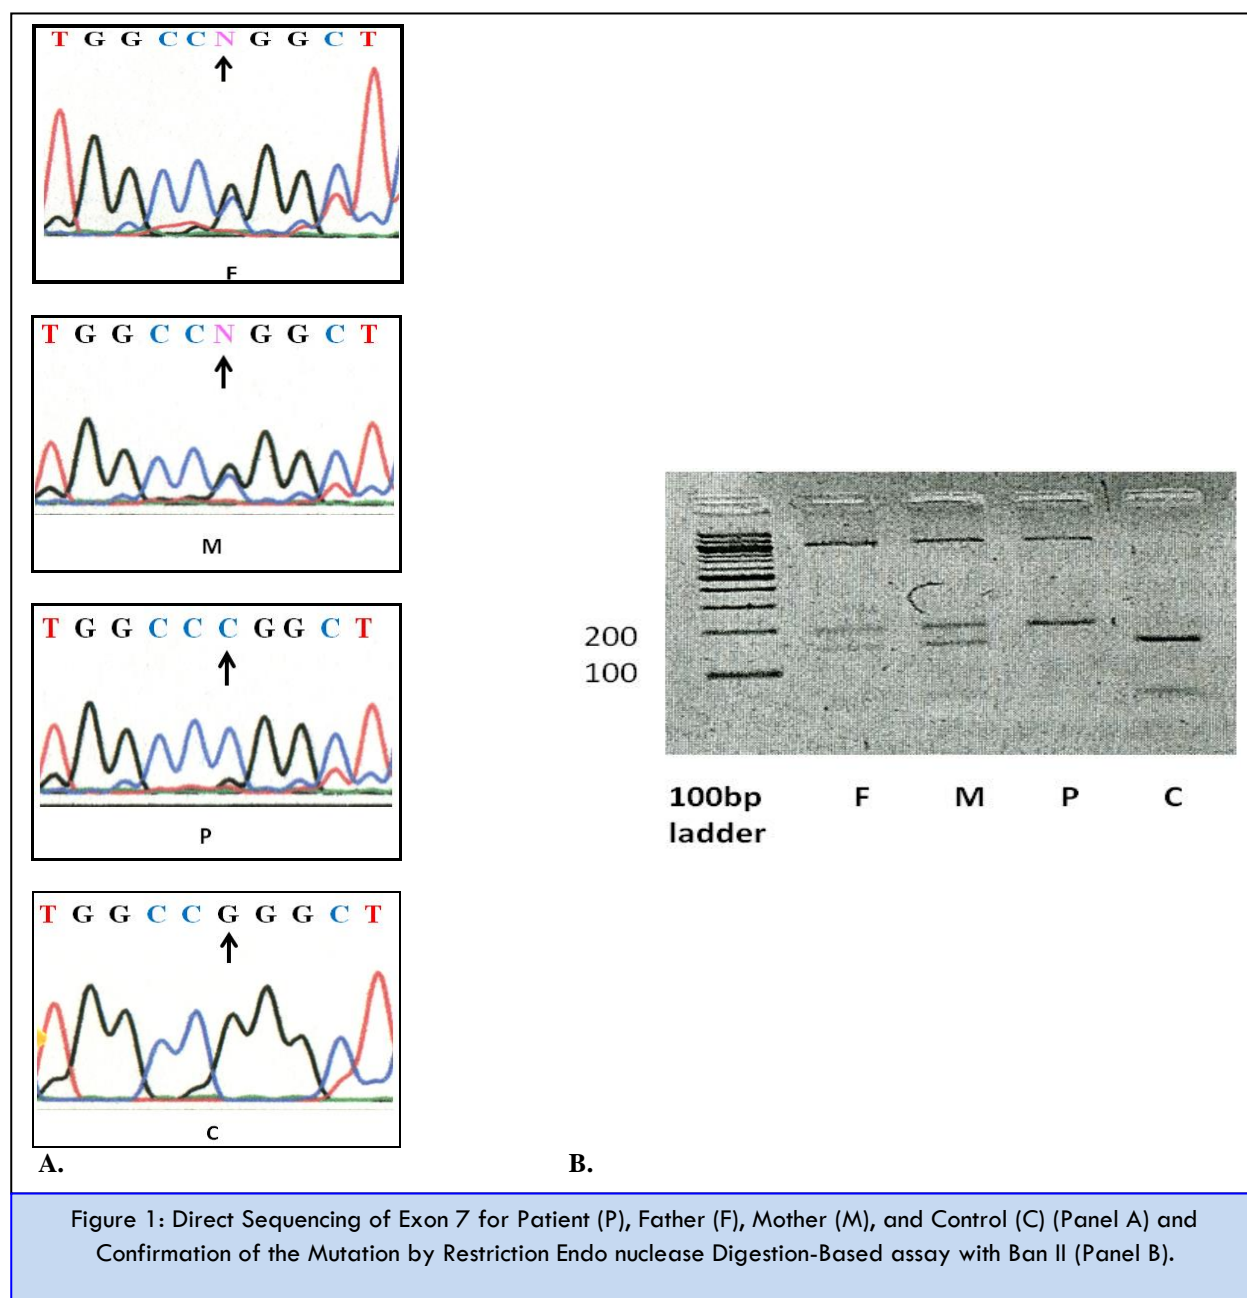 T G G C C N G G C T
F
T G G C C N G G C T
M
T G G C C C G G C T
P
T G G C C G G G C T
C
A.
200
100
100bp
ladder
F M P C
B.
Figure 1: Direct Sequencing of Exon 7 for Patient (P), Father (F), Mother (M), and Control (C) (Panel A) and
Confirmation of the Mutation by Restriction Endo nuclease Digestion-Based assay with Ban II (Panel B).